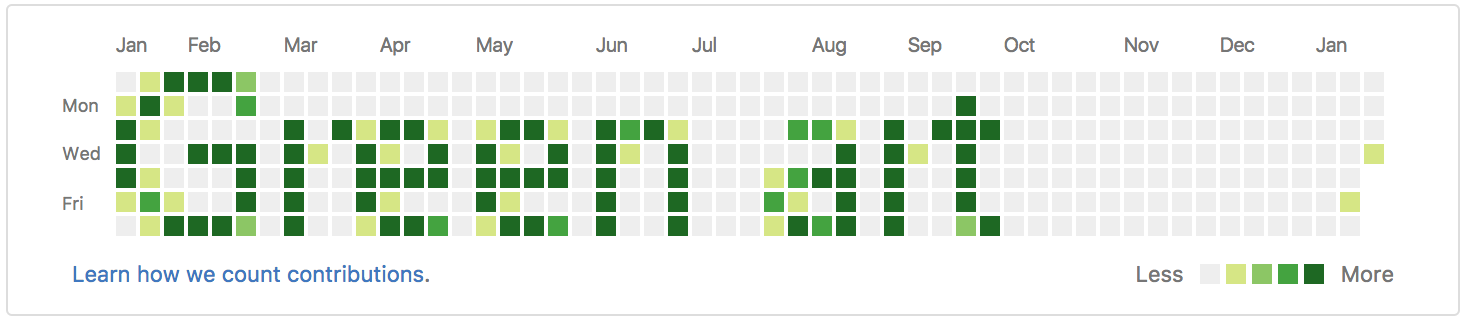 Jan Feb Mar Apr May Jun Jul Aug Sep Oct Nov Dec Jan
Mon
Wed
Fri
Greenart
Learn how we count contributions.
Less More